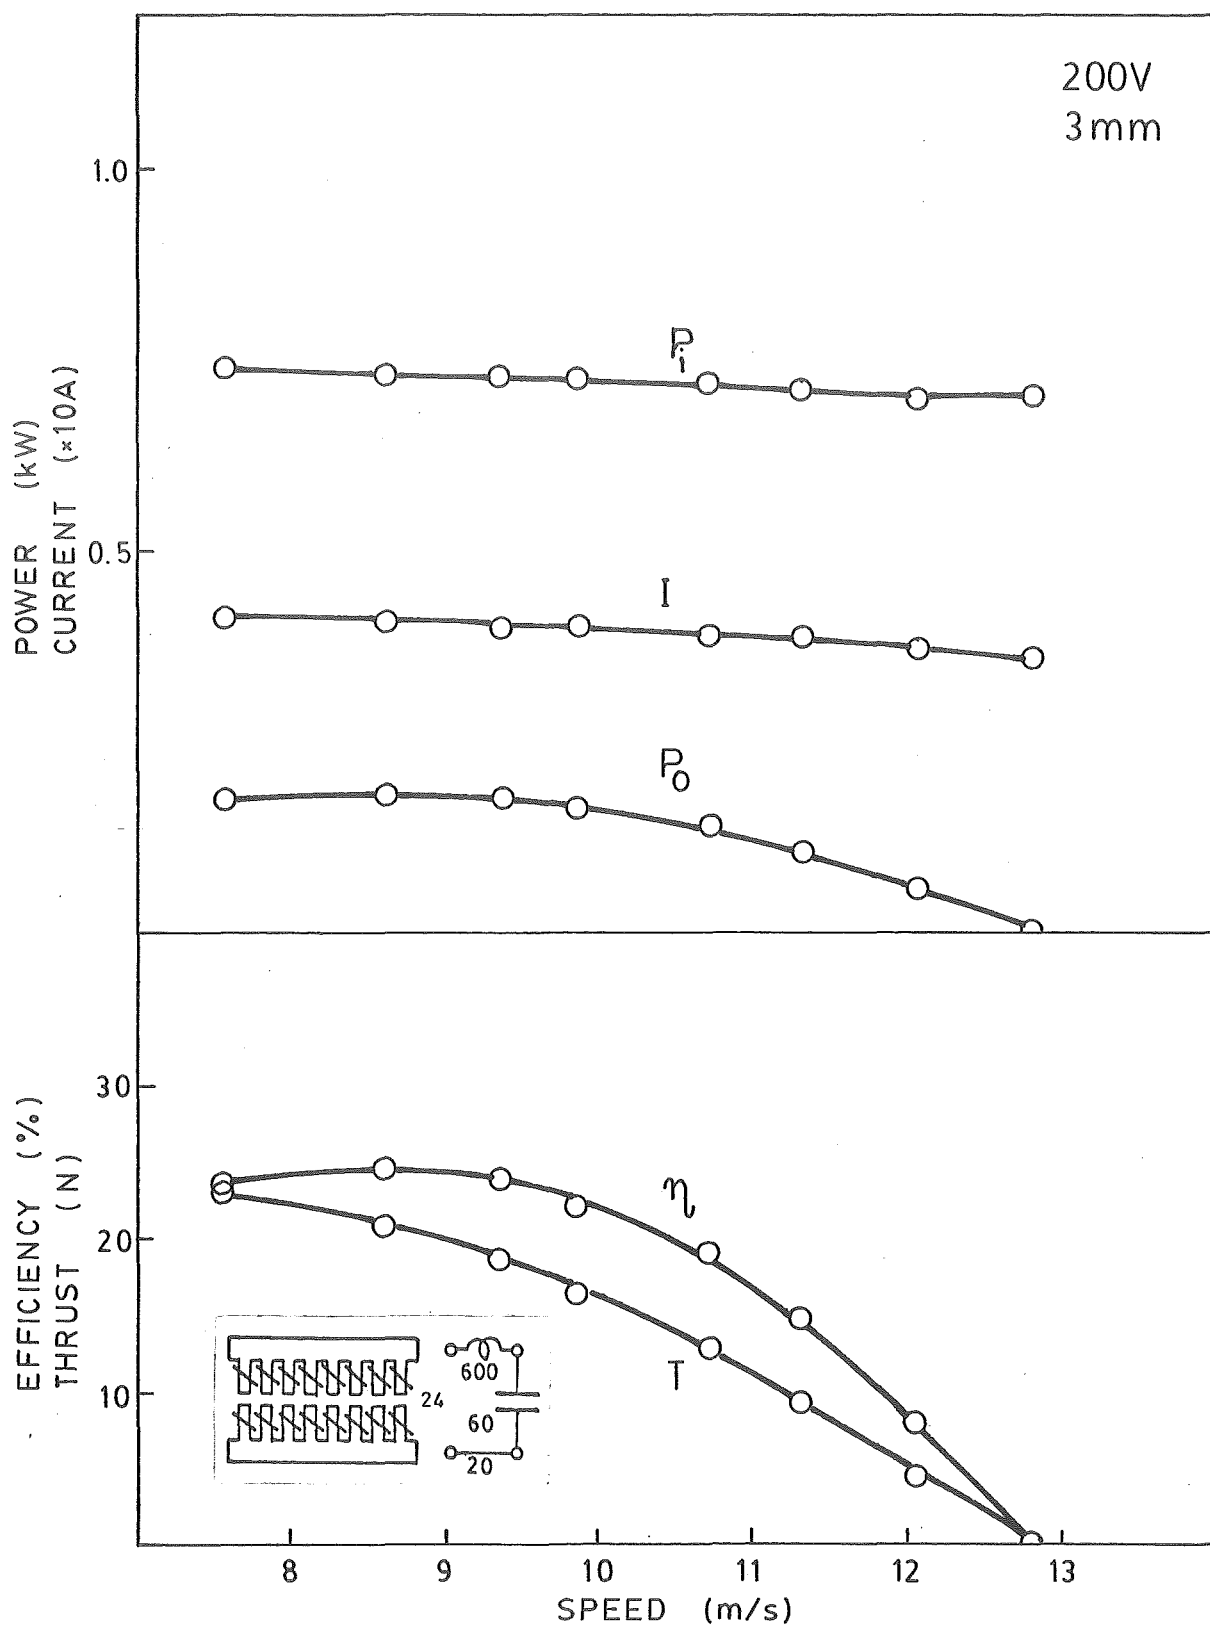 200V
3mm
1.0
0.5
POWER (kW)
CURRENT (×10A)
Pi
I
PO
30
20
10
EFFICIENCY (%)
THRUST (N)
η
T
600
24
60
20
8 9 10 11 12 13
SPEED (m/s)